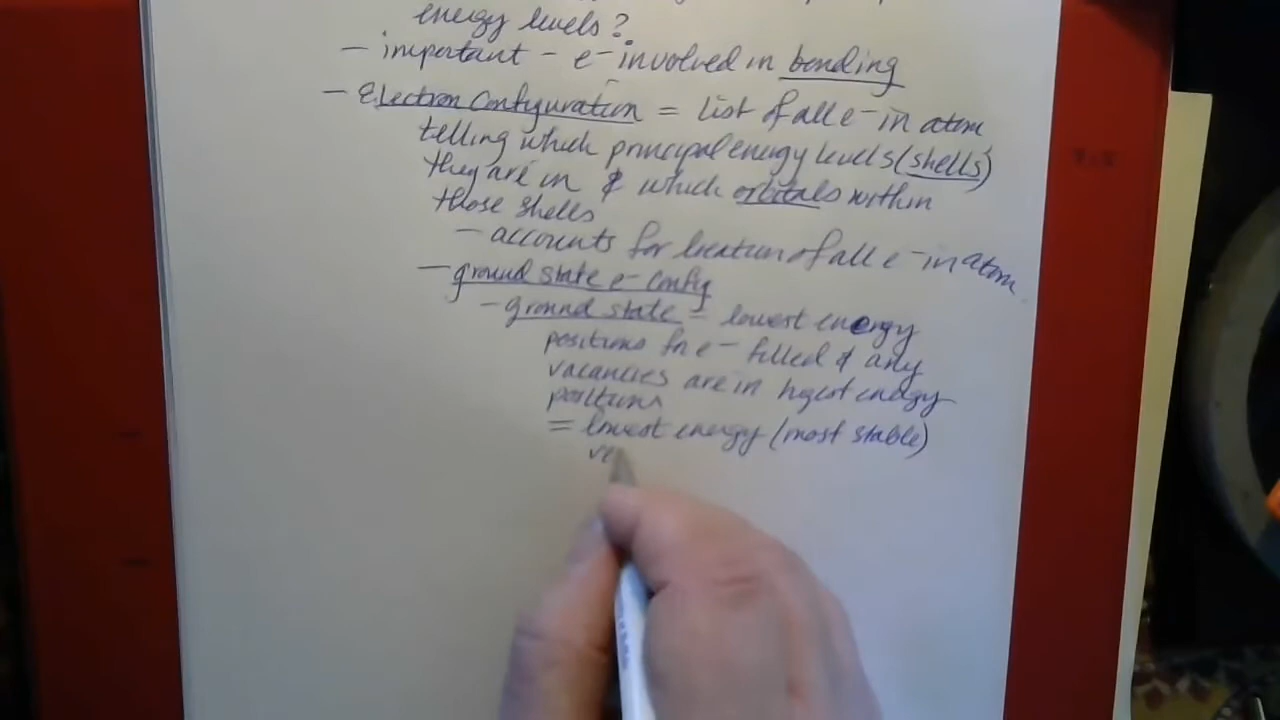 energy levels?
- important - e⁻ involved in bonding
- Electron Configuration = list of all e⁻ in atom
telling which principal energy levels (shells)
they are in & which orbitals within
those shells
- accounts for location of all e⁻ in atom
- ground state e⁻ config
- ground state = lowest energy
positions for e⁻ filled & any
vacancies are in higest energy
positions
= lowest energy (most stable)